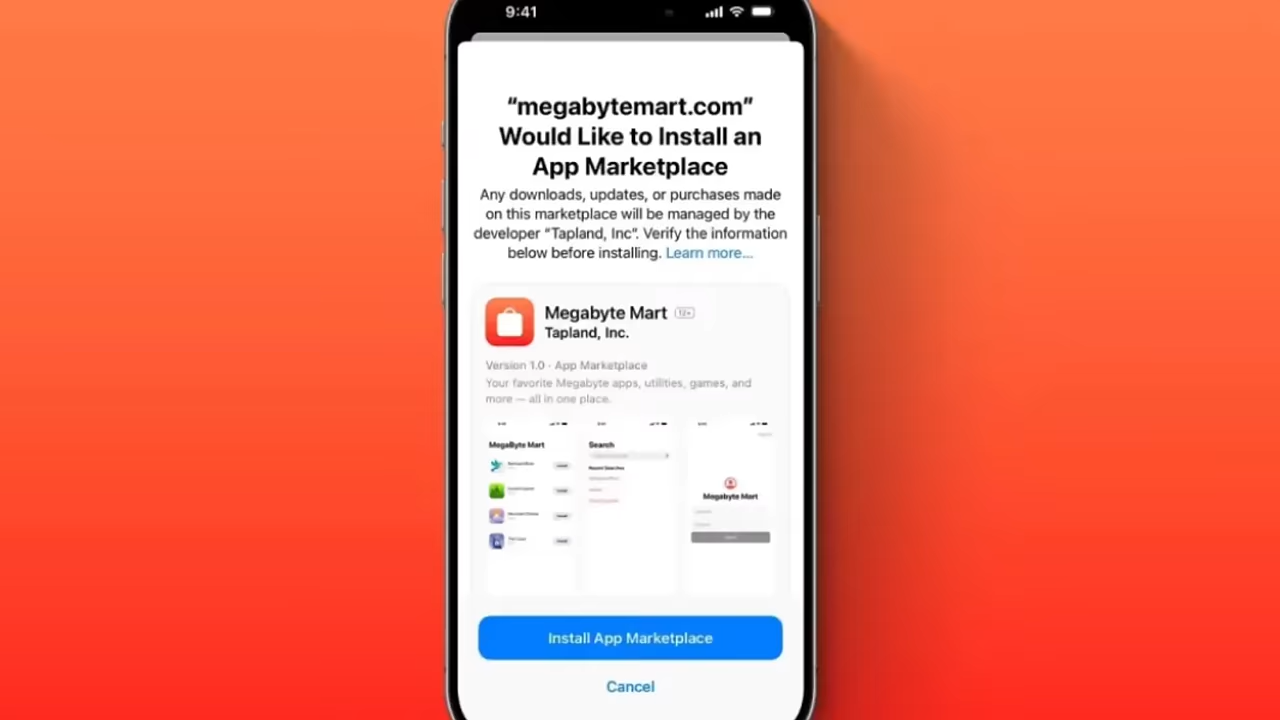 9:41
“megabytemart.com”
Would Like to Install an
App Marketplace
Any downloads, updates, or purchases made
on this marketplace will be managed by the
developer “Tapland, Inc”. Verify the information
below before installing. Learn more...
Megabyte Mart 12+
Tapland, Inc.
Version 1.0 · App Marketplace
Your favorite Megabyte apps, utilities, games, and
more — all in one place.
MegaByte Mart
Search
Recent Searches
Megabyte Mart
Install App Marketplace
Cancel